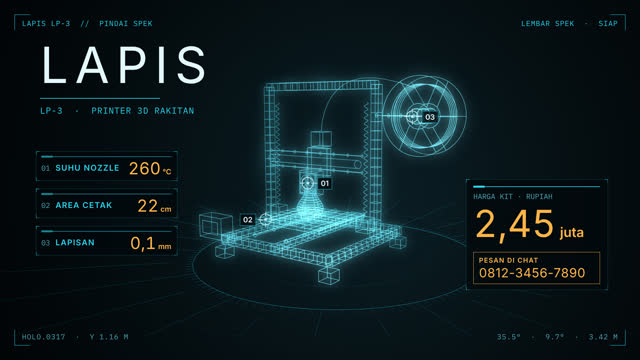 LAPIS LP-3 // PINDAI SPEK
LEMBAR SPEK · SIAP
LAPIS
LP-3 · PRINTER 3D RAKITAN
01 SUHU NOZZLE 260 °C
02 AREA CETAK 22 cm
03 LAPISAN 0,1 mm
03
01
02
HARGA KIT · RUPIAH
2,45 juta
PESAN DI CHAT
0812-3456-7890
HOLO.0317 · Y 1.16 M
35.5° · 9.7° · 3.42 M